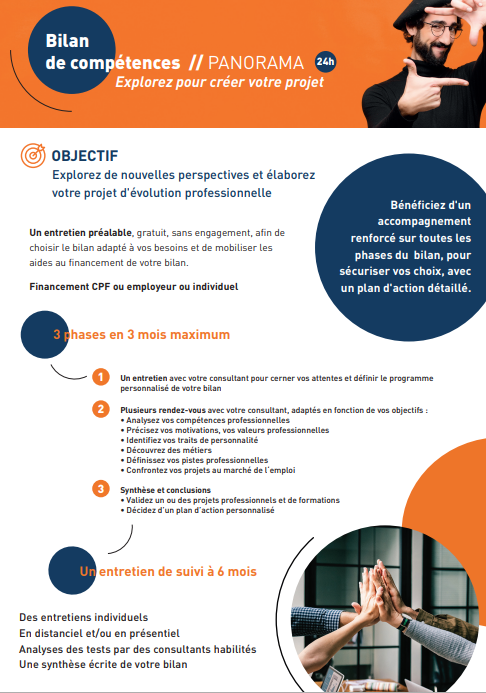 Bilan
de compétences // PANORAMA 24h
Explorez pour créer votre projet
OBJECTIF
Explorez de nouvelles perspectives et élaborez
votre projet d'évolution professionnelle
Un entretien préalable, gratuit, sans engagement, afin de
choisir le bilan adapté à vos besoins et de mobiliser les
aides au financement de votre bilan.
Financement CPF ou employeur ou individuel
Bénéficiez d'un
accompagnement
renforcé sur toutes les
phases du bilan, pour
sécuriser vos choix, avec
un plan d'action détaillé.
3 phases en 3 mois maximum
1 Un entretien avec votre consultant pour cerner vos attentes et définir le programme
personnalisé de votre bilan
2 Plusieurs rendez-vous avec votre consultant, adaptés en fonction de vos objectifs :
• Analysez vos compétences professionnelles
• Précisez vos motivations, vos valeurs professionnelles
• Identifiez vos traits de personnalité
• Découvrez des métiers
• Définissez vos pistes professionnelles
• Confrontez vos projets au marché de l'emploi
3 Synthèse et conclusions
• Validez un ou des projets professionnels et de formations
• Décidez d'un plan d'action personnalisé
Un entretien de suivi à 6 mois
Des entretiens individuels
En distanciel et/ou en présentiel
Analyses des tests par des consultants habilités
Une synthèse écrite de votre bilan